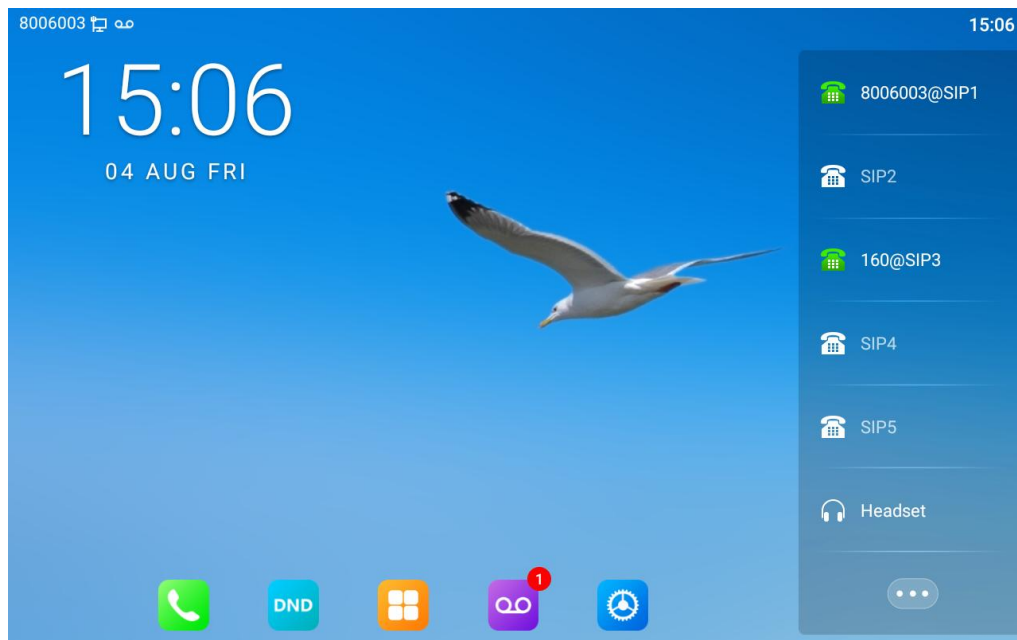 8006003
15:06
15:06
04 AUG FRI
8006003@SIP1
SIP2
160@SIP3
SIP4
SIP5
Headset
DND
1